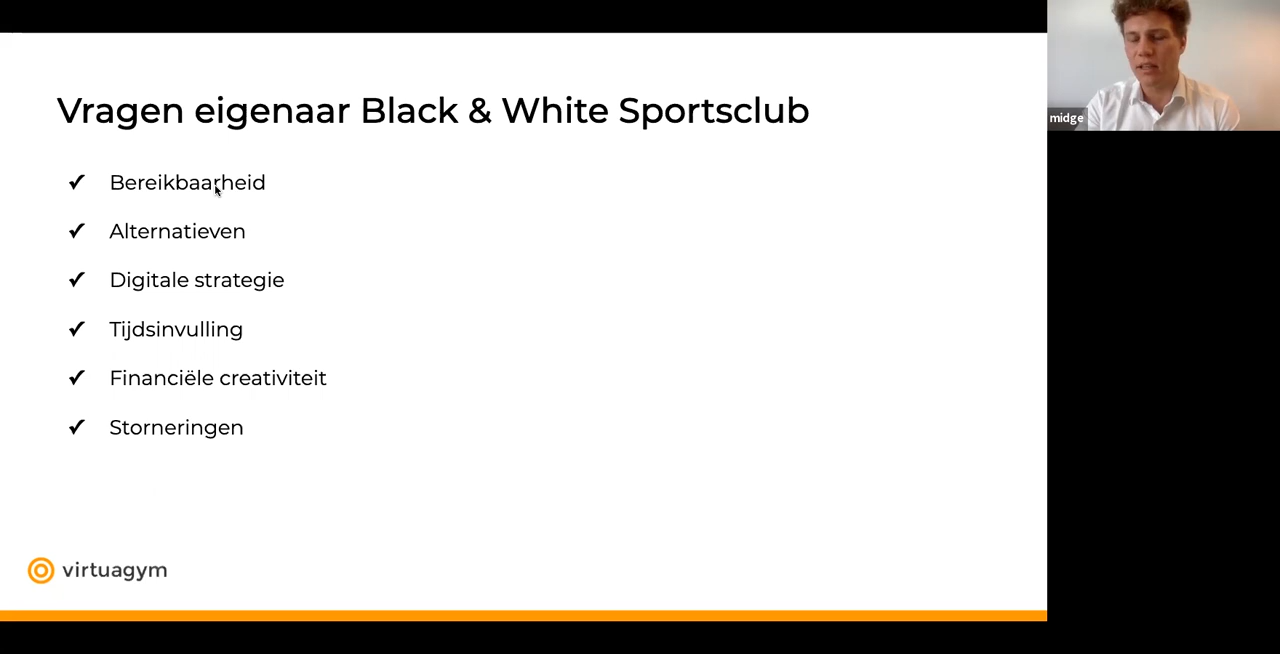 Vragen eigenaar Black & White Sportsclub
✔ Bereikbaarheid
✔ Alternatieven
✔ Digitale strategie
✔ Tijdsinvulling
✔ Financiële creativiteit
✔ Storneringen
virtuagym
midge